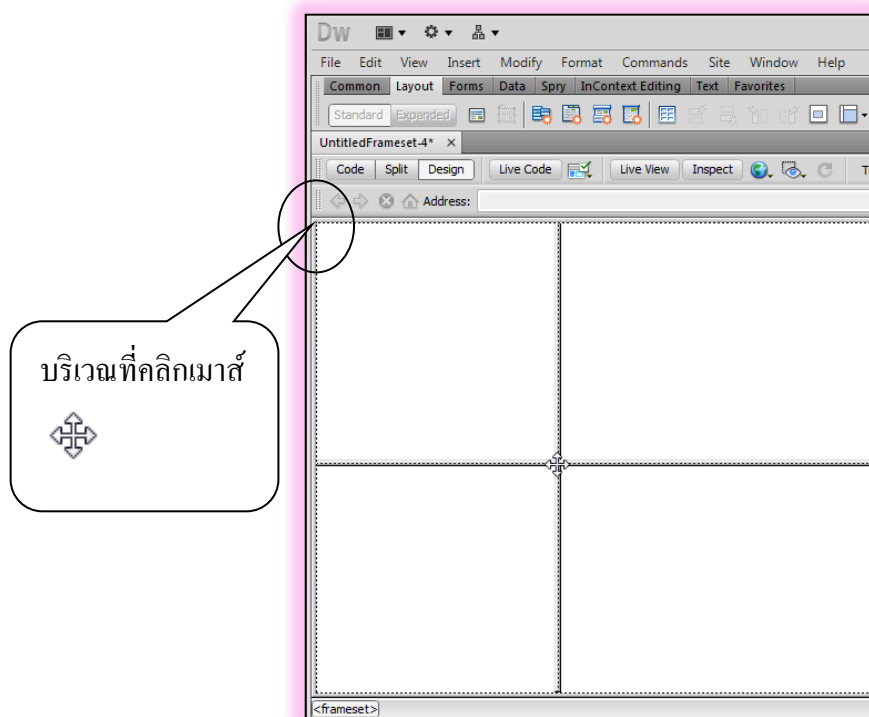 Dw
File Edit View Insert Modify Format Commands Site Window Help
Common Layout Forms Data Spry InContext Editing Text Favorites
Standard Expanded
UntitledFrameset-4* ×
Code Split Design Live Code Live View Inspect T
Address:
บริเวณที่คลิกเมาส์
<frameset>